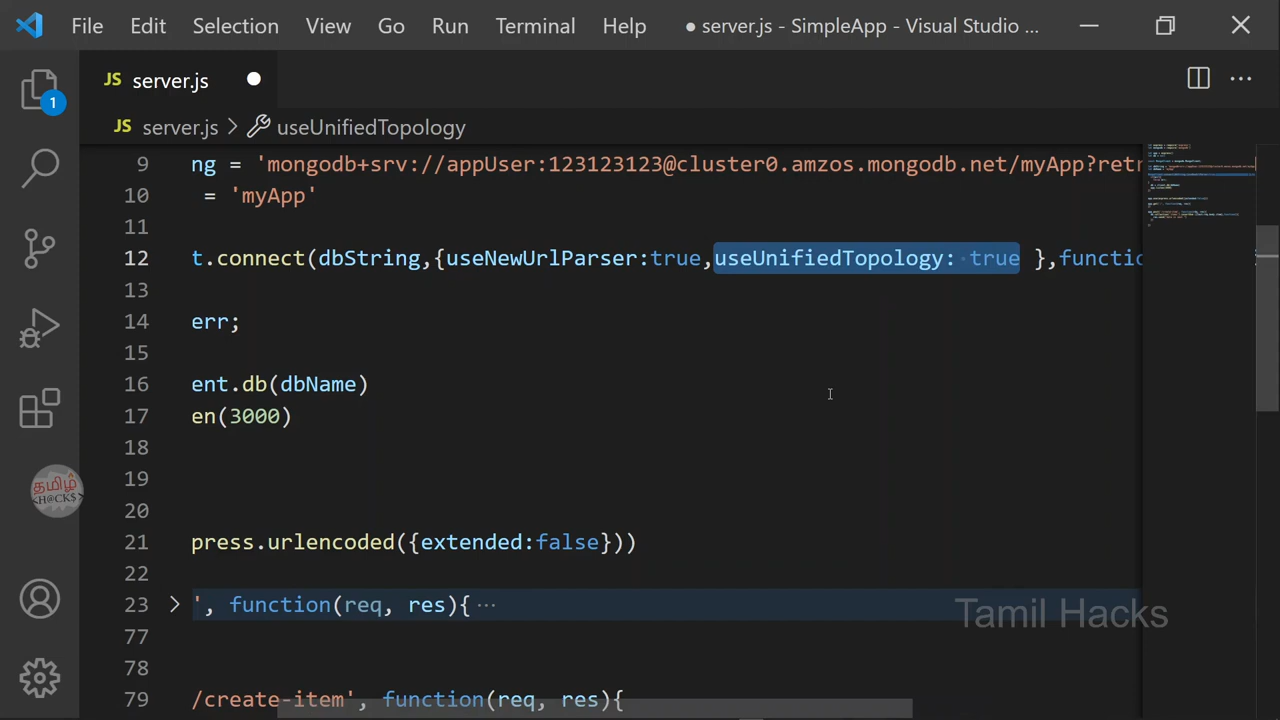 File Edit Selection View Go Run Terminal Help ● server.js - SimpleApp - Visual Studio ...
JS server.js
JS server.js > useUnifiedTopology
1
9 ng = 'mongodb+srv://appUser:123123123@cluster0.amzos.mongodb.net/myApp?retr
10 = 'myApp'
11
12 t.connect(dbString,{useNewUrlParser:true,useUnifiedTopology: true },functio
13
14 err;
15
16 ent.db(dbName)
17 en(3000)
18
19
தமிழ்
<H@CK$>
20
21 press.urlencoded({extended:false}))
22
23 ', function(req, res){ ...
Tamil Hacks
77
78
79 /create-item', function(req, res){